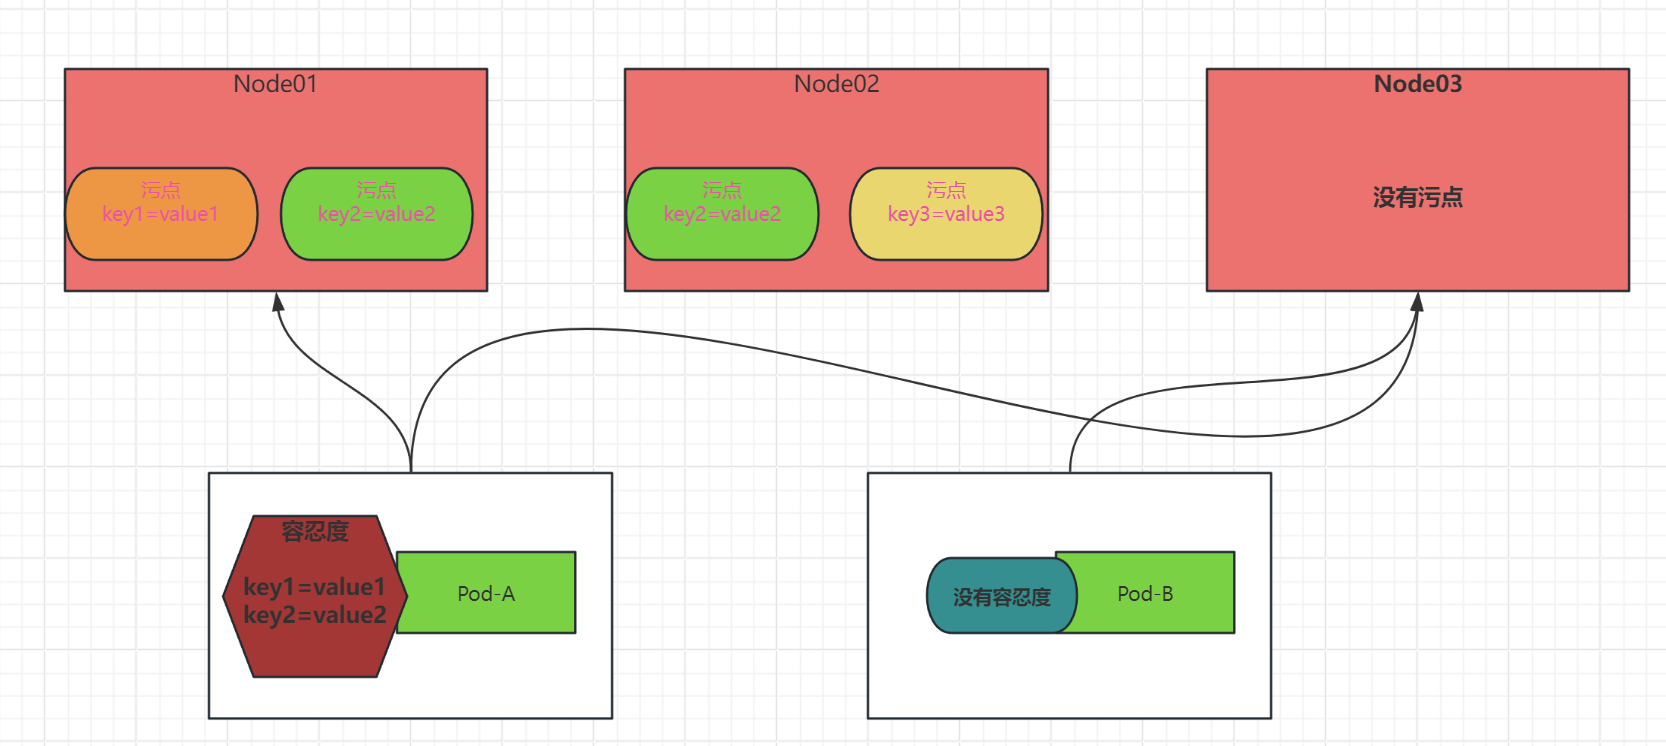 Node01
污点
key1=value1
污点
key2=value2
Node02
污点
key2=value2
污点
key3=value3
Node03
没有污点
容忍度
key1=value1
key2=value2
Pod-A
没有容忍度
Pod-B